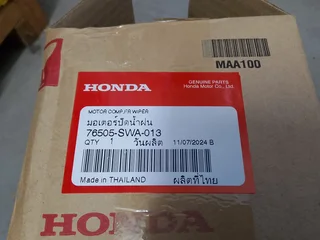 MAA100
HONDA
GENUINE PARTS
Honda Motor Co., Ltd.
MOTOR COMP,FR WIPER
มอเตอร์ปัดน้ำฝน
76505-SWA-013
QTY 1 วันผลิต 11/07/2024 B
Made in THAILAND ผลิตที่ไทย